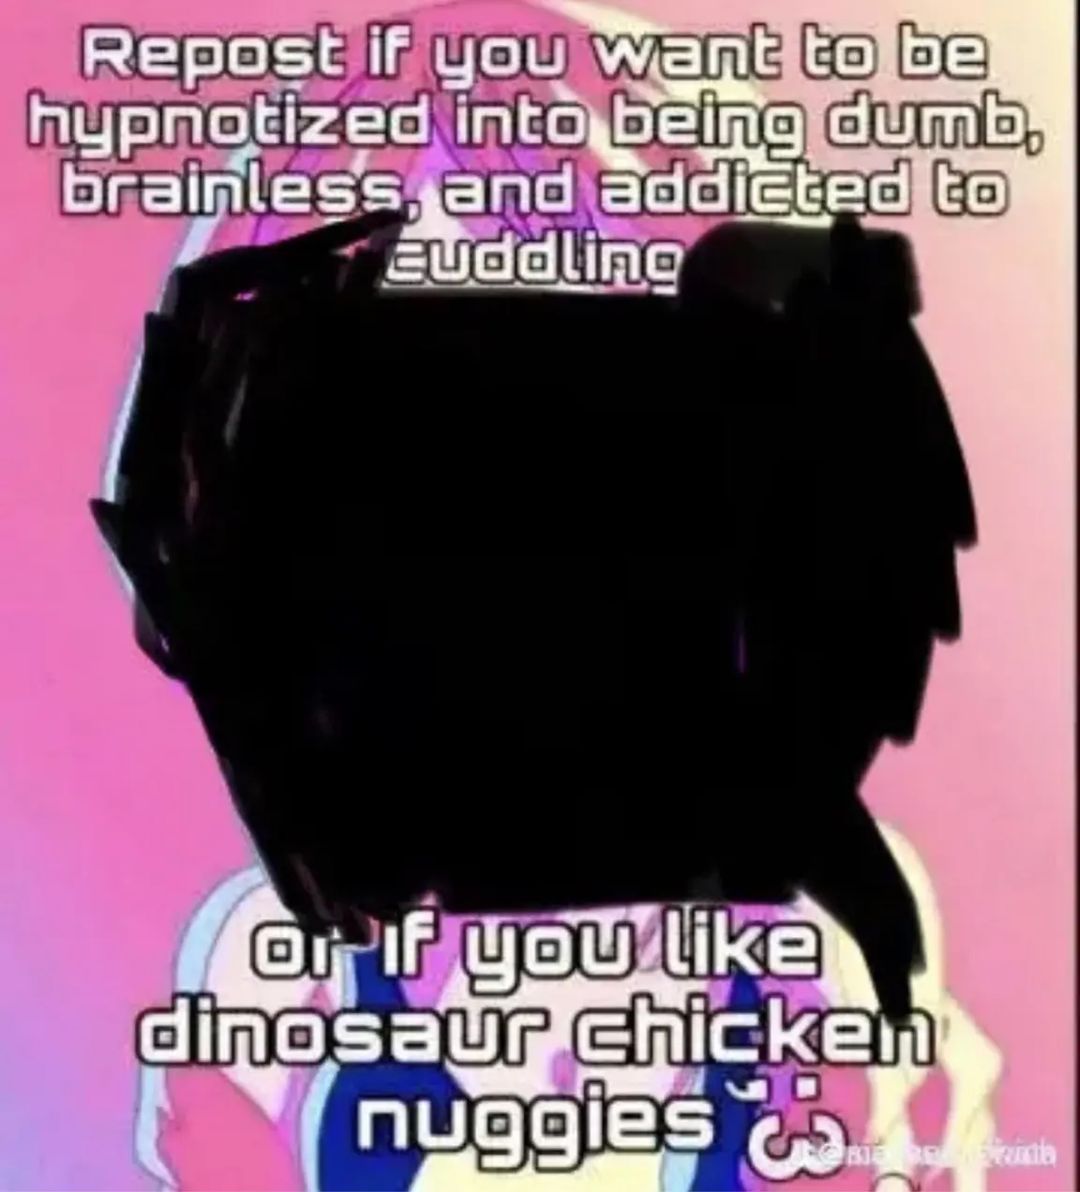 Repost if you want to be
hypnotized into being dumb,
brainless, and addicted to
cuddling
or if you like
dinosaur chicken
nuggies :3